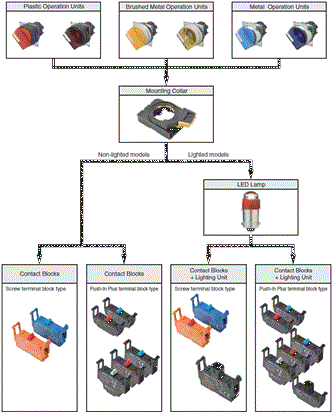 Plastic Operation Units
Brushed Metal Operation Units
Metal Operation Units
Mounting Collar
Non-lighted models
Lighted models
LED Lamp
Contact Blocks
Screw terminal block type
Contact Blocks
Push-In Plus terminal block type
Contact Blocks
+ Lighting Unit
Screw terminal block type
Contact Blocks
+ Lighting Unit
Push-In Plus terminal block type